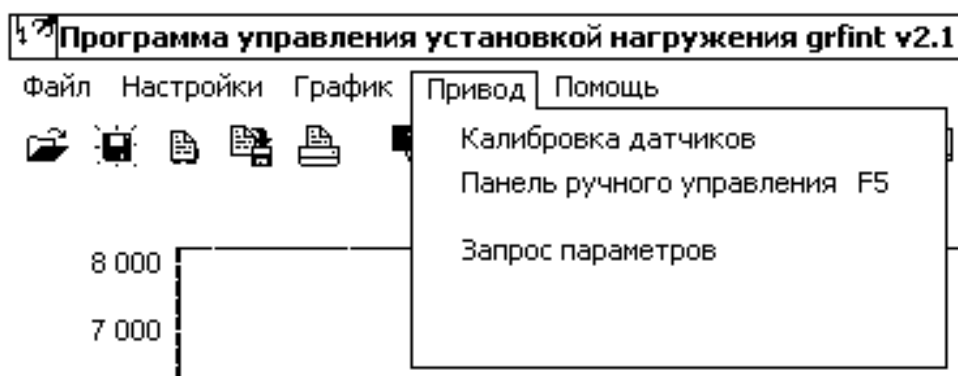 Программа управления установкой нагружения grfint v2.1
Файл Настройки График Привод Помощь
Калибровка датчиков
Панель ручного управления F5
Запрос параметров
8 000
7 000